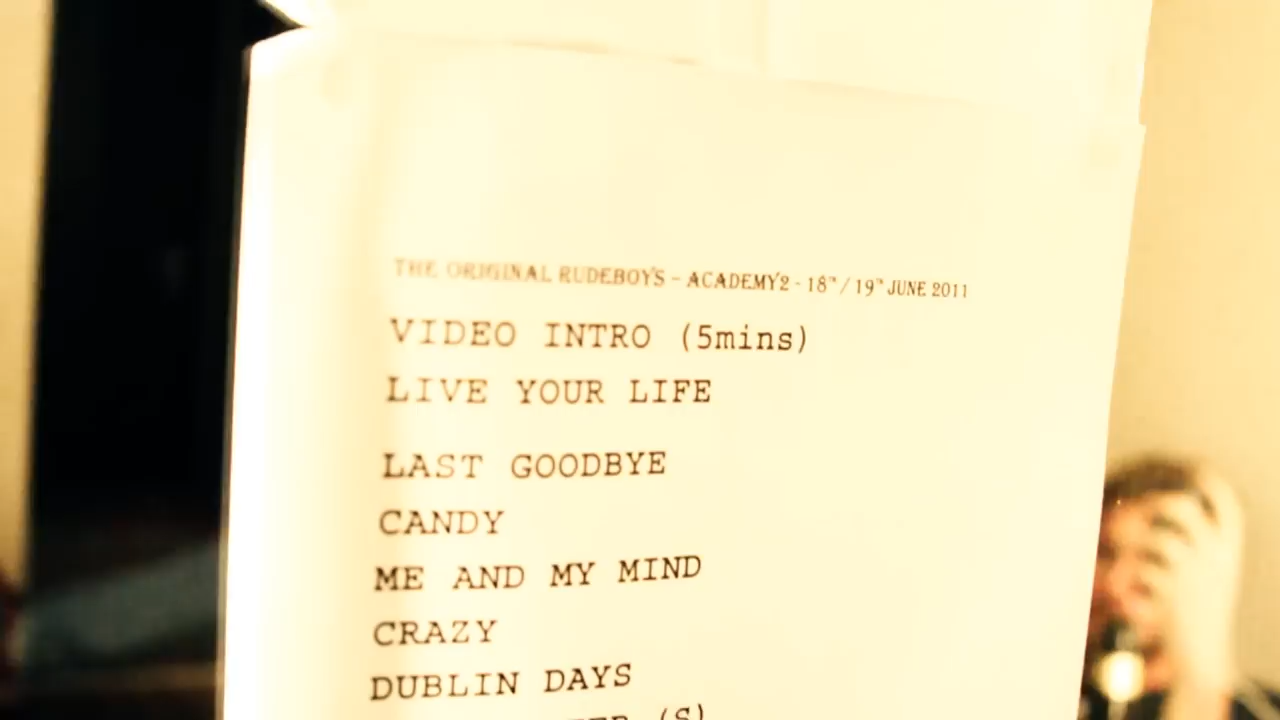 THE ORIGINAL RUDEBOYS – ACADEMY2 - 18TH / 19TH JUNE 2011
VIDEO INTRO (5mins)
LIVE YOUR LIFE
LAST GOODBYE
CANDY
ME AND MY MIND
CRAZY
DUBLIN DAYS
(S)